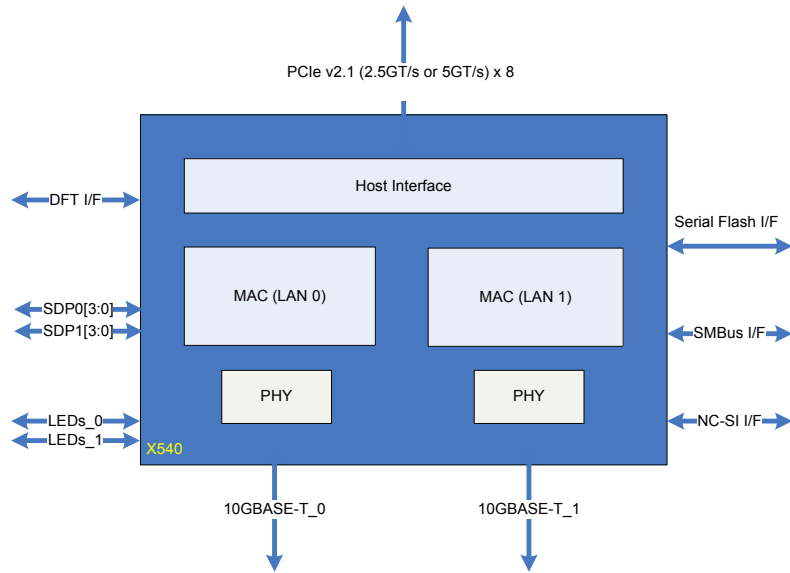 PCIe v2.1 (2.5GT/s or 5GT/s) x 8
Host Interface
DFT I/F
Serial Flash I/F
MAC (LAN 0)
MAC (LAN 1)
SDP0[3:0]
SDP1[3:0]
SMBus I/F
PHY
PHY
LEDs_0
LEDs_1
NC-SI I/F
X540
10GBASE-T_0
10GBASE-T_1